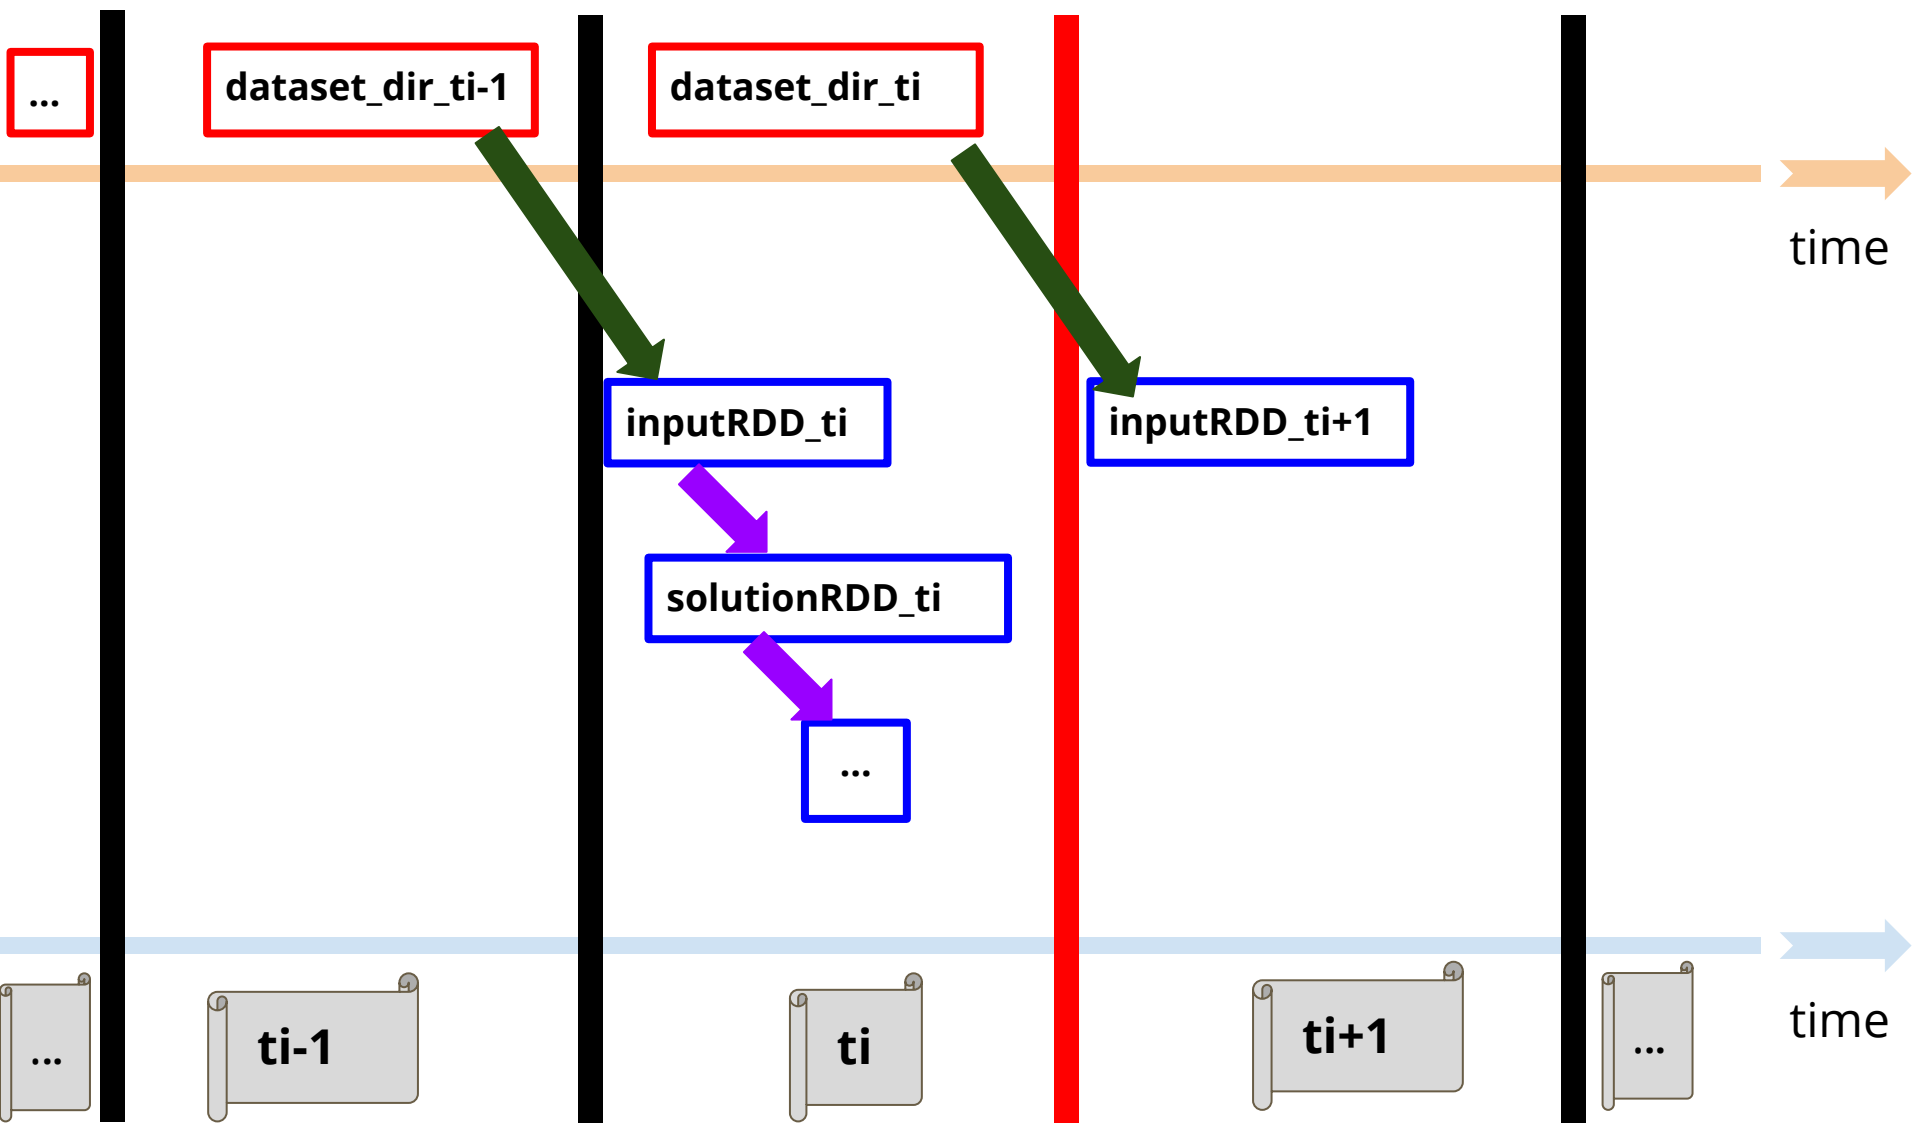 ...
dataset_dir_ti-1
dataset_dir_ti
time
inputRDD_ti
inputRDD_ti+1
solutionRDD_ti
...
...
ti-1
ti
ti+1
...
time